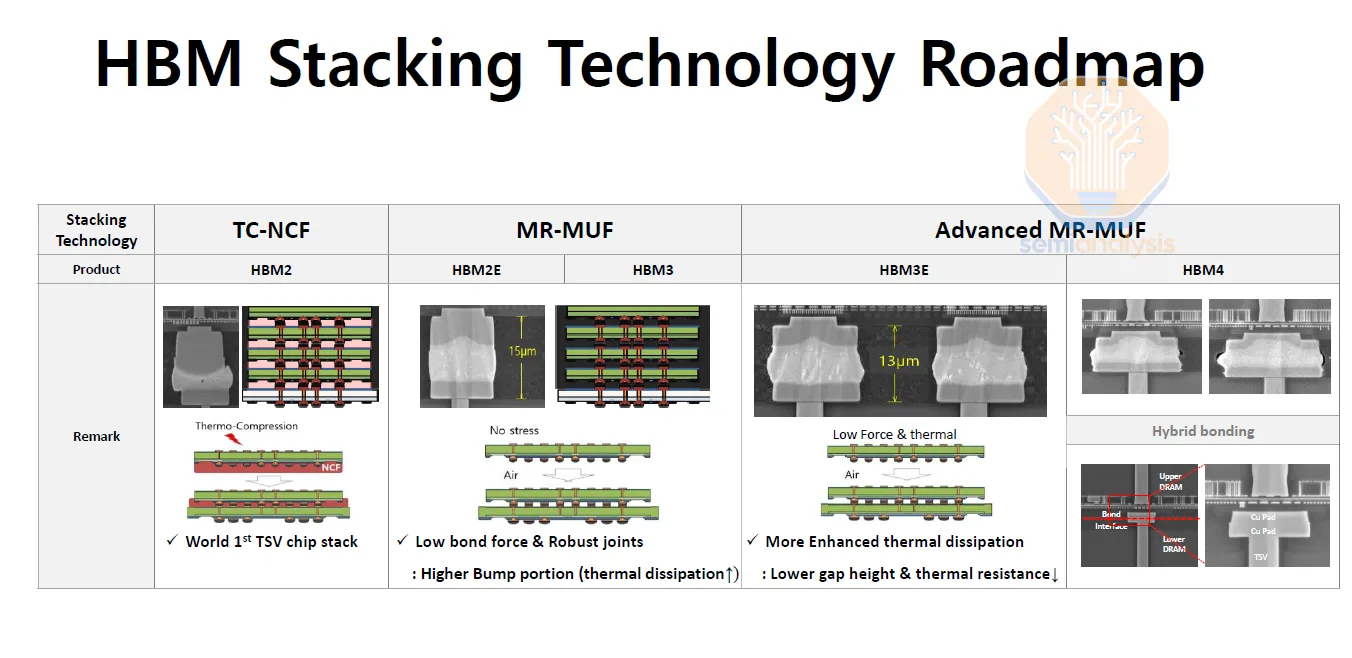 HBM Stacking Technology Roadmap
semianalysis
Stacking
Technology
TC-NCF
MR-MUF
Advanced MR-MUF
Product
HBM2
HBM2E
HBM3
HBM3E
HBM4
Remark
15μm
13μm
Thermo-Compression
NCF
✓ World 1st TSV chip stack
No stress
Air
✓ Low bond force & Robust joints
: Higher Bump portion (thermal dissipation↑)
Low Force & thermal
Air
✓ More Enhanced thermal dissipation
: Lower gap height & thermal resistance↓
Hybrid bonding
Upper
DRAM
Bond
Interface
Lower
DRAM
Cu Pad
Cu Pad
TSV